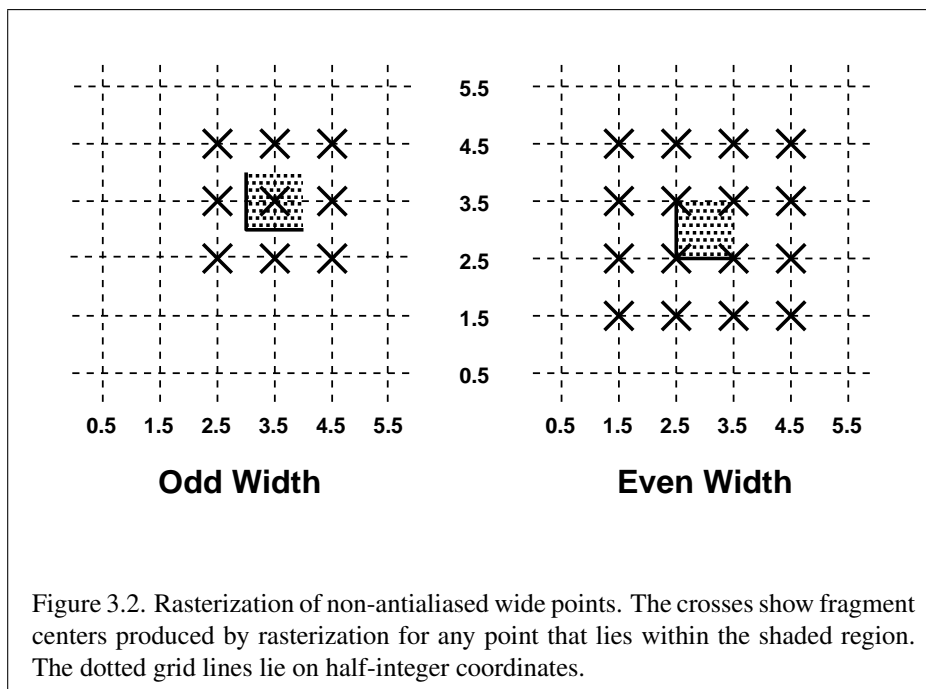 5.5
4.5
3.5
2.5
1.5
0.5
0.5 1.5 2.5 3.5 4.5 5.5 0.5 1.5 2.5 3.5 4.5 5.5
Odd Width Even Width
Figure 3.2. Rasterization of non-antialiased wide points. The crosses show fragment
centers produced by rasterization for any point that lies within the shaded region.
The dotted grid lines lie on half-integer coordinates.